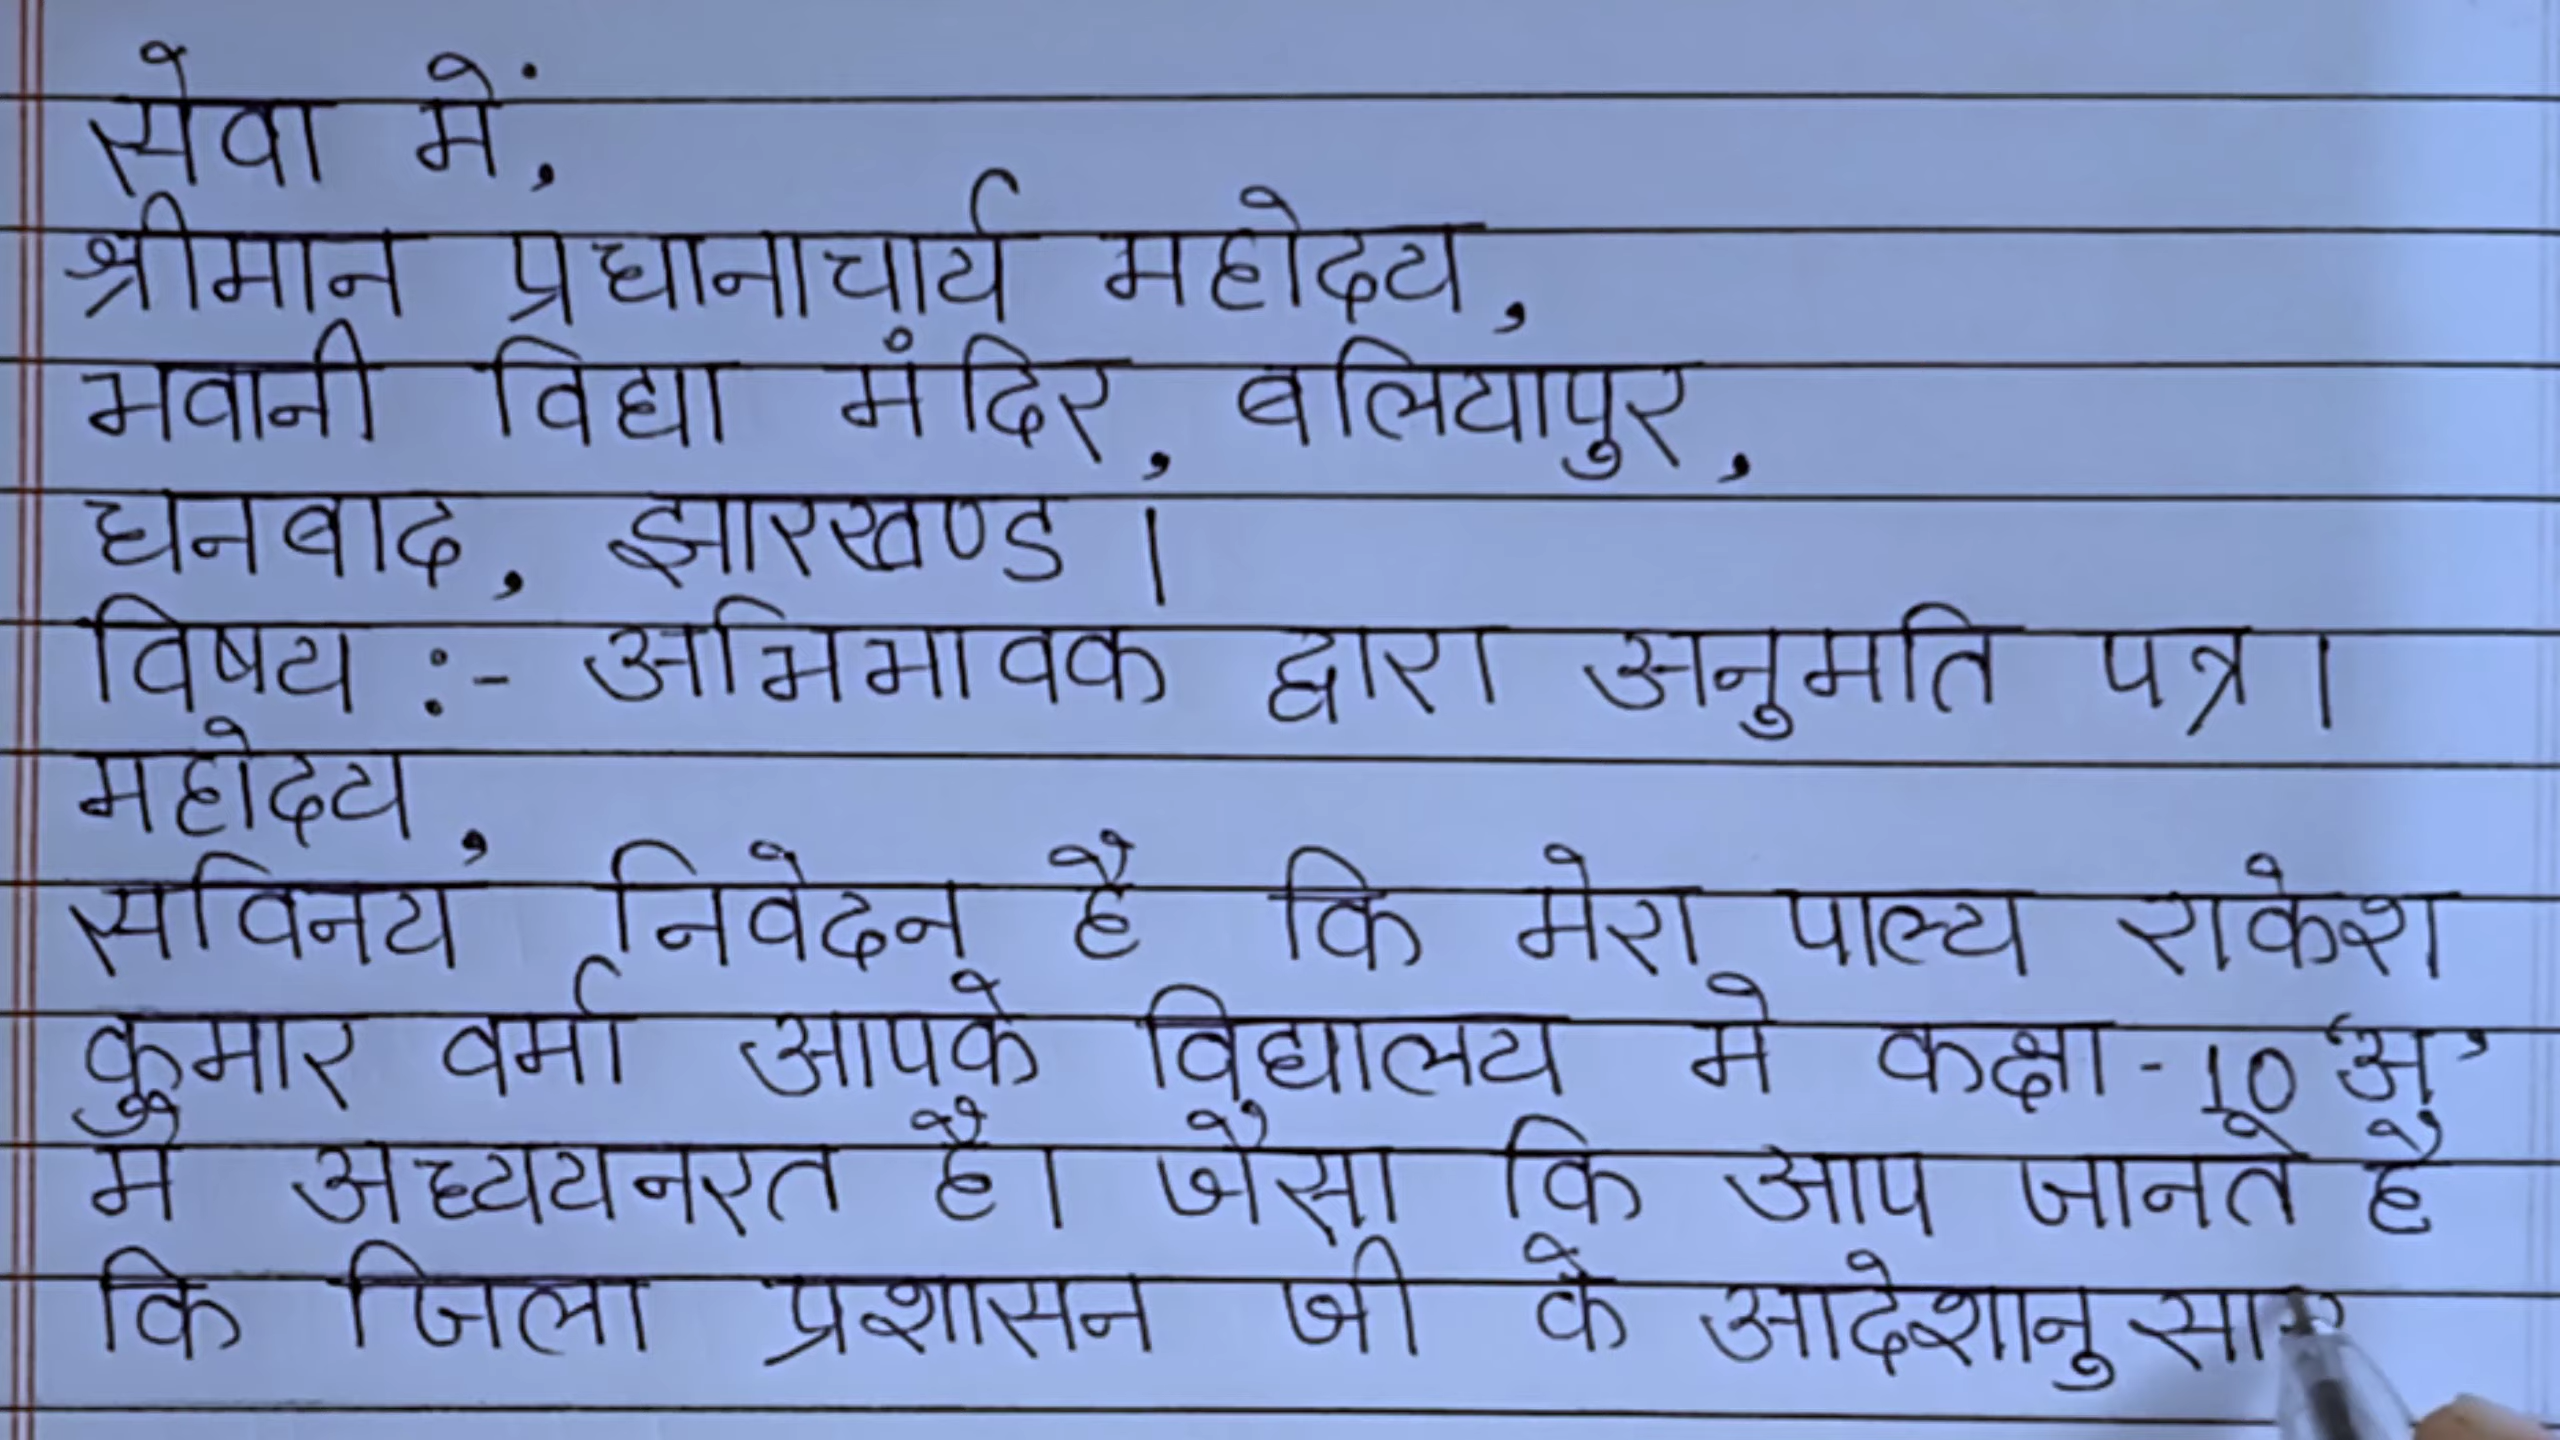 सेवा में,
श्रीमान प्रधानाचार्य महोदय,
भवानी विद्या मंदिर, बलियापुर,
धनबाद, झारखण्ड।
विषय :- अभिभावक द्वारा अनुमति पत्र।
महोदय,
सविनय निवेदन है कि मेरा पाल्य राकेश
कुमार वर्मा आपके विद्यालय मे कक्षा-10 'अ'
मे अध्ययनरत है। जैसा कि आप जानते है
कि जिला प्रशासन जी के आदेशानुसार